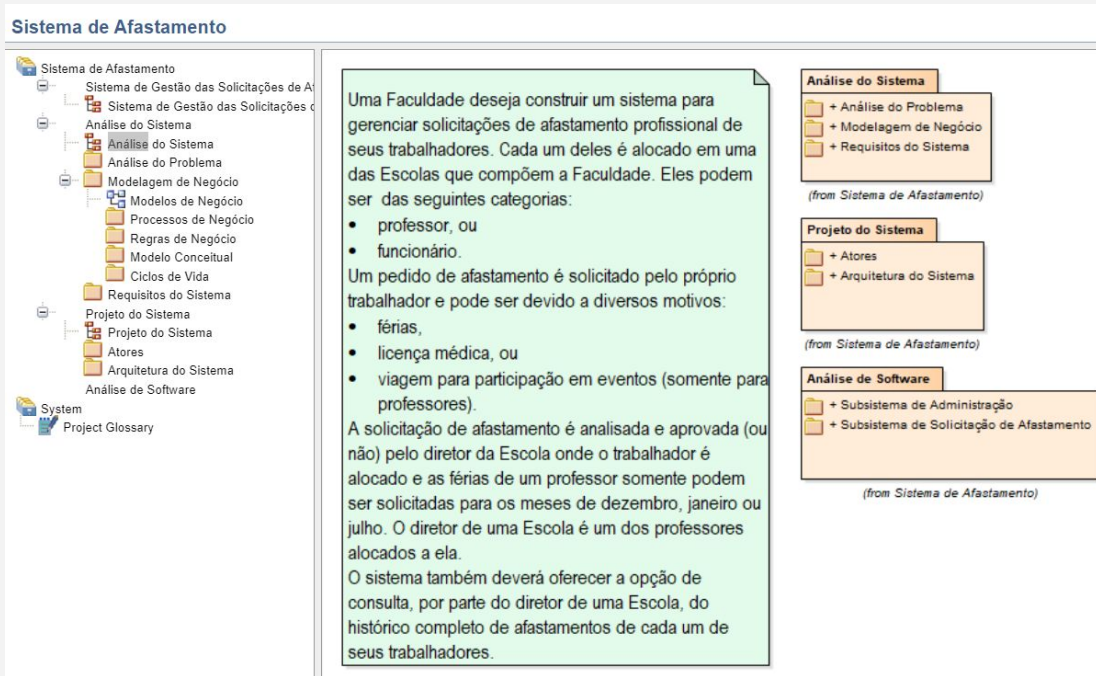 Sistema de Afastamento
Sistema de Afastamento
Sistema de Gestão das Solicitações de
Sistema de Gestão das Solicitações
Análise do Sistema
Análise do Sistema
Análise do Problema
Modelagem de Negócio
Modelos de Negócio
Processos de Negócio
Regras de Negócio
Modelo Conceitual
Ciclos de Vida
Requisitos do Sistema
Projeto do Sistema
Projeto do Sistema
Atores
Arquitetura do Sistema
Análise de Software
System
Project Glossary
Uma Faculdade deseja construir um sistema para
gerenciar solicitações de afastamento profissional de
seus trabalhadores. Cada um deles é alocado em uma
das Escolas que compõem a Faculdade. Eles podem
ser das seguintes categorias:
• professor, ou
• funcionário.
Um pedido de afastamento é solicitado pelo próprio
trabalhador e pode ser devido a diversos motivos:
• férias,
• licença médica, ou
• viagem para participação em eventos (somente para
professores).
A solicitação de afastamento é analisada e aprovada (ou
não) pelo diretor da Escola onde o trabalhador é
alocado e as férias de um professor somente podem
ser solicitadas para os meses de dezembro, janeiro ou
julho. O diretor de uma Escola é um dos professores
alocados a ela.
O sistema também deverá oferecer a opção de
consulta, por parte do diretor de uma Escola, do
histórico completo de afastamentos de cada um de
seus trabalhadores.
Análise do Sistema
+ Análise do Problema
+ Modelagem de Negócio
+ Requisitos do Sistema
(from Sistema de Afastamento)
Projeto do Sistema
+ Atores
+ Arquitetura do Sistema
(from Sistema de Afastamento)
Análise de Software
+ Subsistema de Administração
+ Subsistema de Solicitação de Afastamento
(from Sistema de Afastamento)